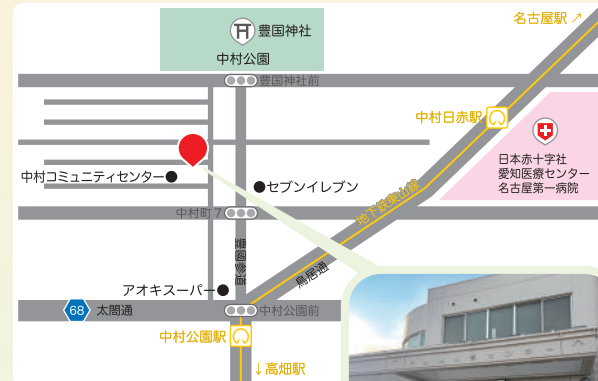 名古屋駅 ↗
豊国神社
中村公園
豊国神社前
中村日赤駅
日本赤十字社
愛知医療センター
名古屋第一病院
中村コミュニティセンター
セブンイレブン
地下鉄東山線
中村町7
豊國参道
鳥居通
アオキスーパー
68 太閤通
中村公園前
中村公園駅
↓高畑駅